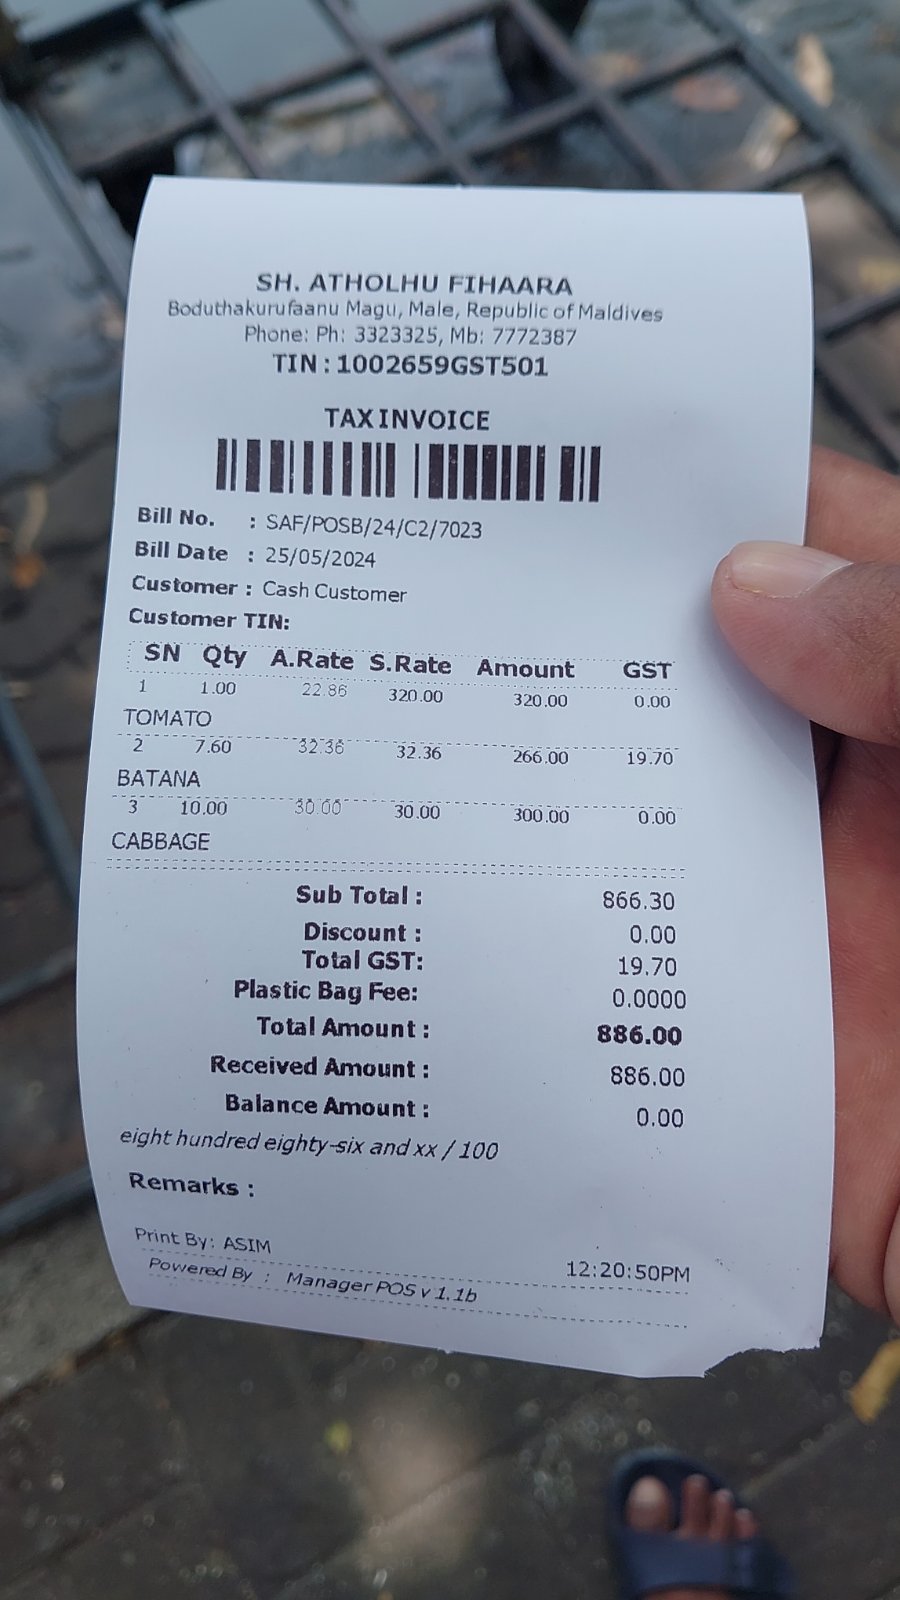 SH. ATHOLHU FIHAARA
Boduthakurufaanu Magu, Male, Republic of Maldives
Phone: Ph: 3323325, Mb: 7772387
TIN : 1002659GST501
TAX INVOICE
Bill No. : SAF/POSB/24/C2/7023
Bill Date : 25/05/2024
Customer : Cash Customer
Customer TIN:
SN Qty A.Rate S.Rate Amount GST
1 1.00 22.86 320.00 320.00 0.00
TOMATO
2 7.60 32.36 32.36 266.00 19.70
BATANA
3 10.00 30.00 30.00 300.00 0.00
CABBAGE
Sub Total : 866.30
Discount : 0.00
Total GST: 19.70
Plastic Bag Fee: 0.0000
Total Amount : 886.00
Received Amount : 886.00
Balance Amount : 0.00
eight hundred eighty-six and xx / 100
Remarks :
Print By: ASIM 12:20:50PM
Powered By : Manager POS v 1.1b